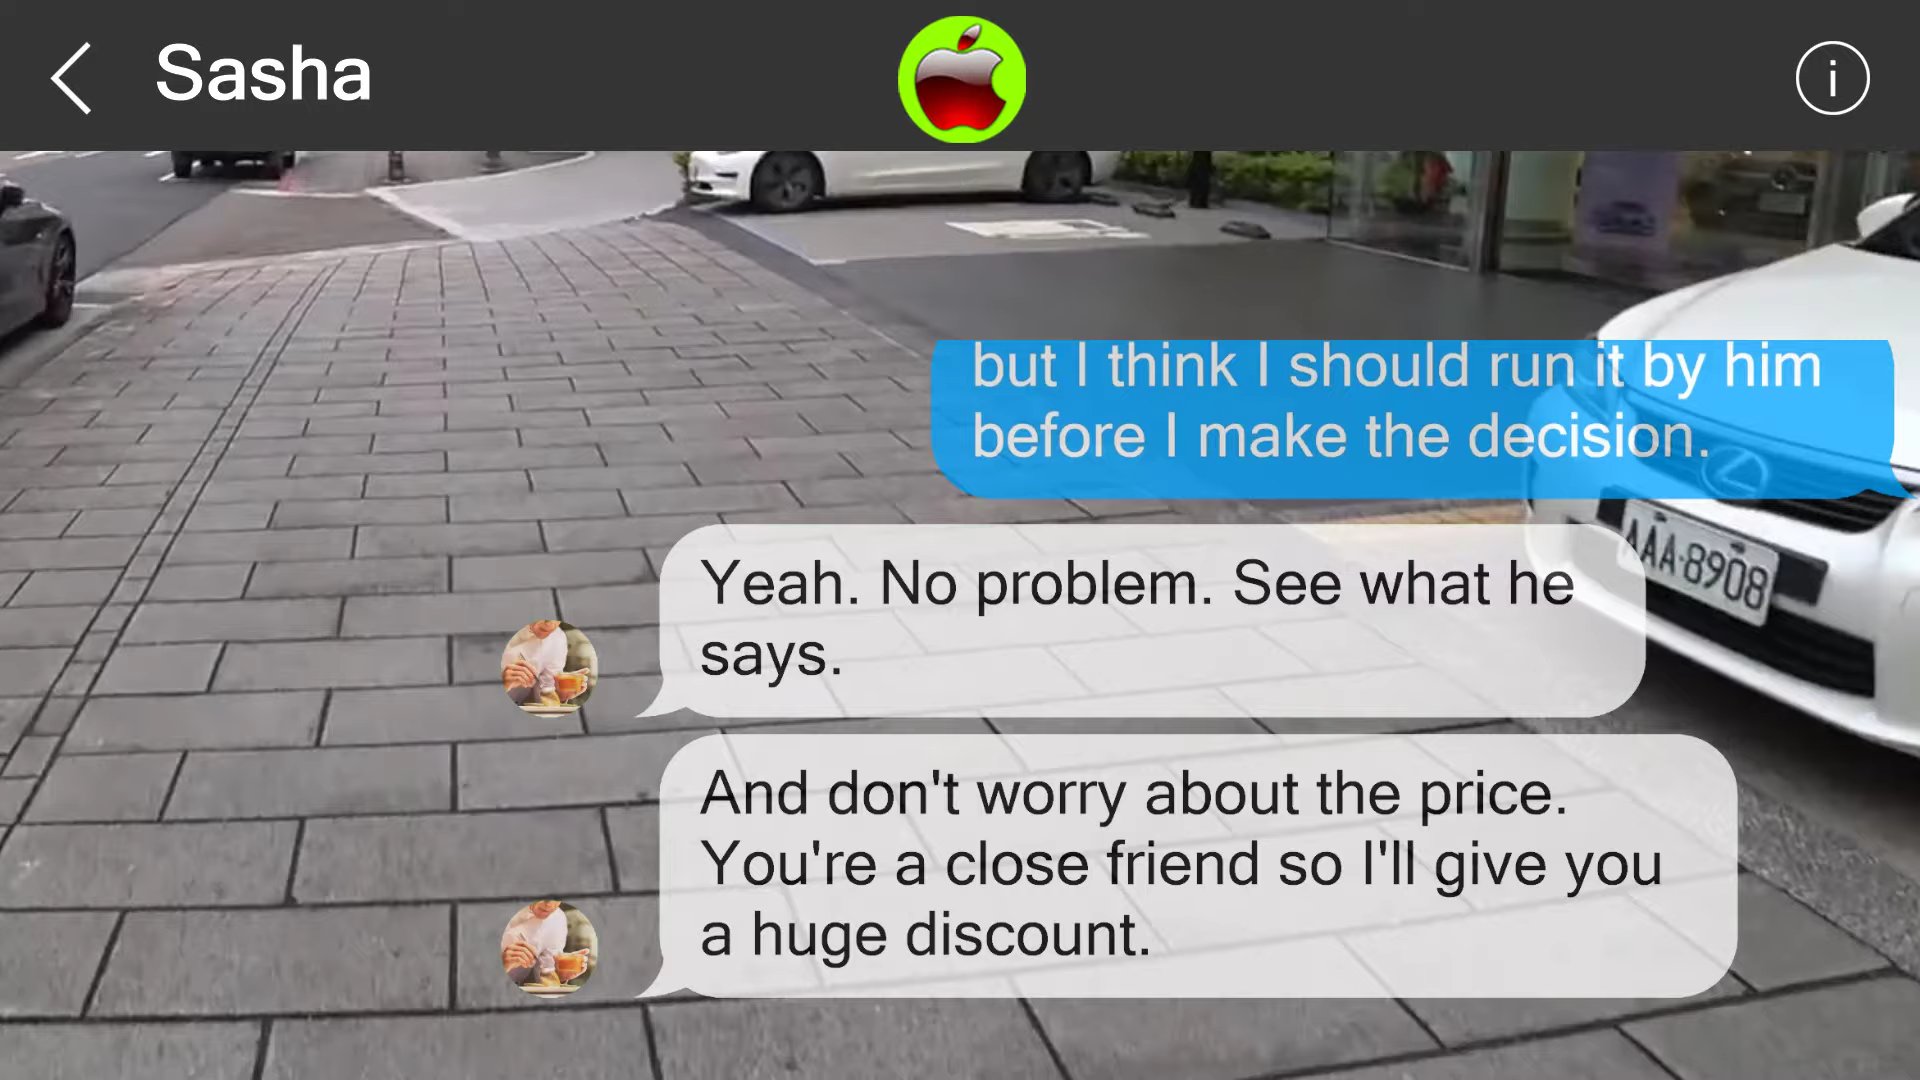 Sasha
i
but I think I should run it by him
before I make the decision.
AAA-8908
Yeah. No problem. See what he
says.
And don't worry about the price.
You're a close friend so I'll give you
a huge discount.